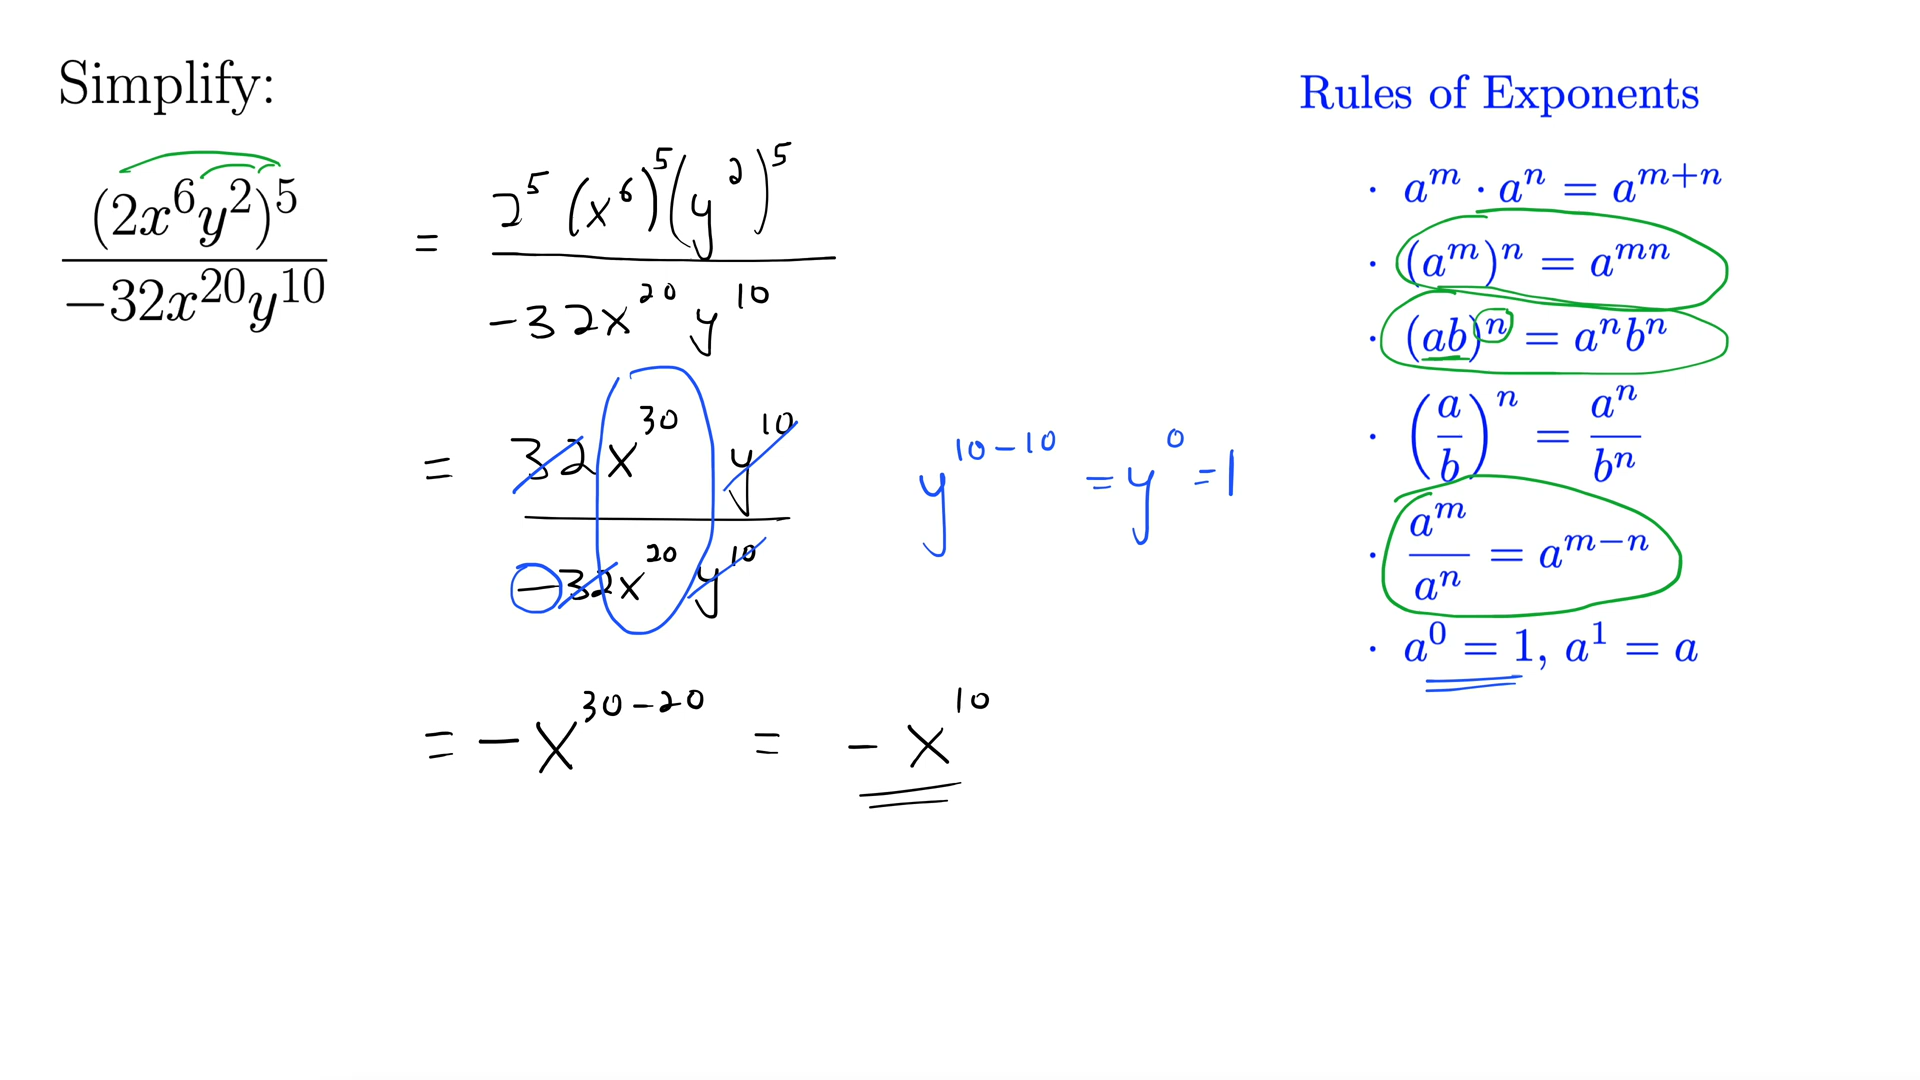 Simplify:
(2x^6y^2)^5 / −32x^20y^10 = 2^5 (x^6)^5 (y^2)^5 / −32x^20 y^10
= 32x^30 y^10 / −32x^20 y^10
y^10−10 = y^0 = 1
= −x^30−20 = −x^10
Rules of Exponents
· a^m · a^n = a^m+n
· (a^m)^n = a^mn
· (ab)^n = a^n b^n
· (a/b)^n = a^n/b^n
· a^m/a^n = a^m−n
· a^0 = 1, a^1 = a